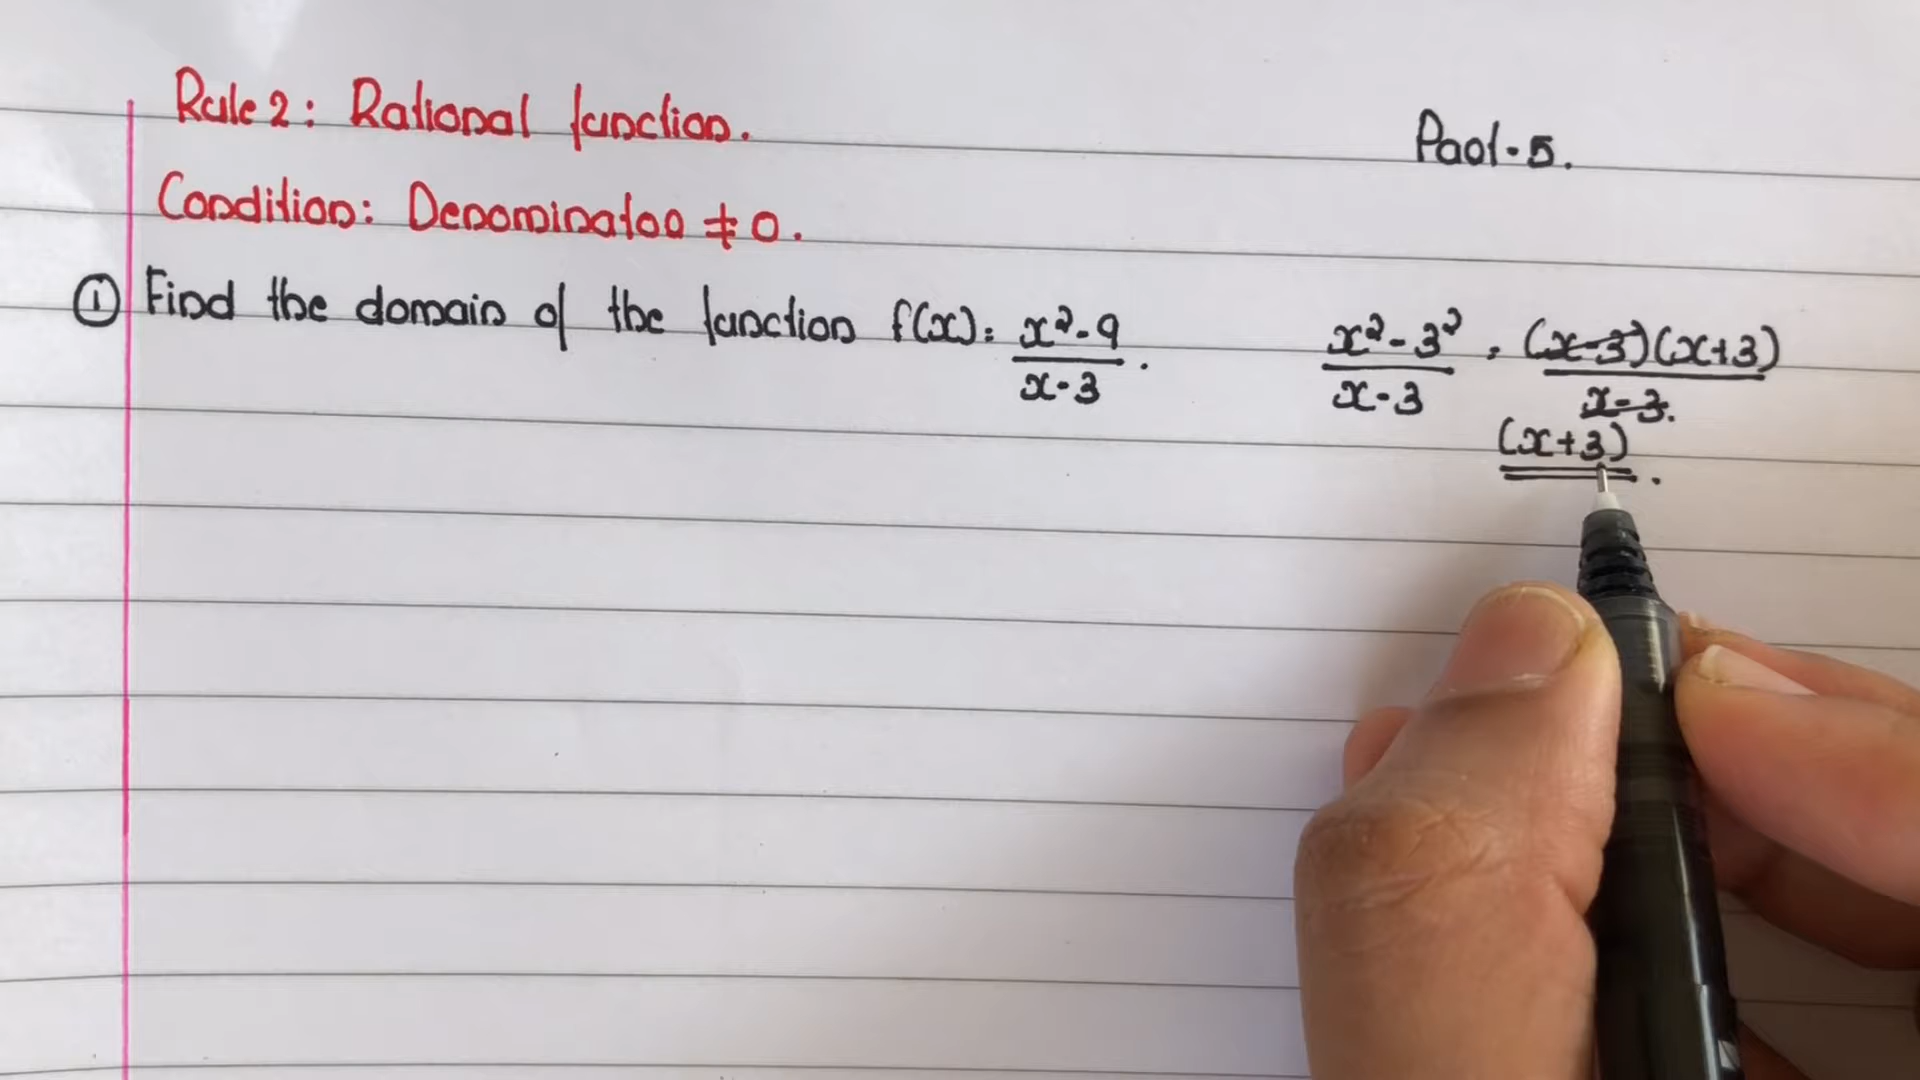 Rule 2: Rational function.
Part-5.
Condition: Denominator ≠ 0.
① Find the domain of the function f(x) = (x²-9)/(x-3).
(x²-3²)/(x-3) = ((x-3)(x+3))/(x-3).
(x+3).